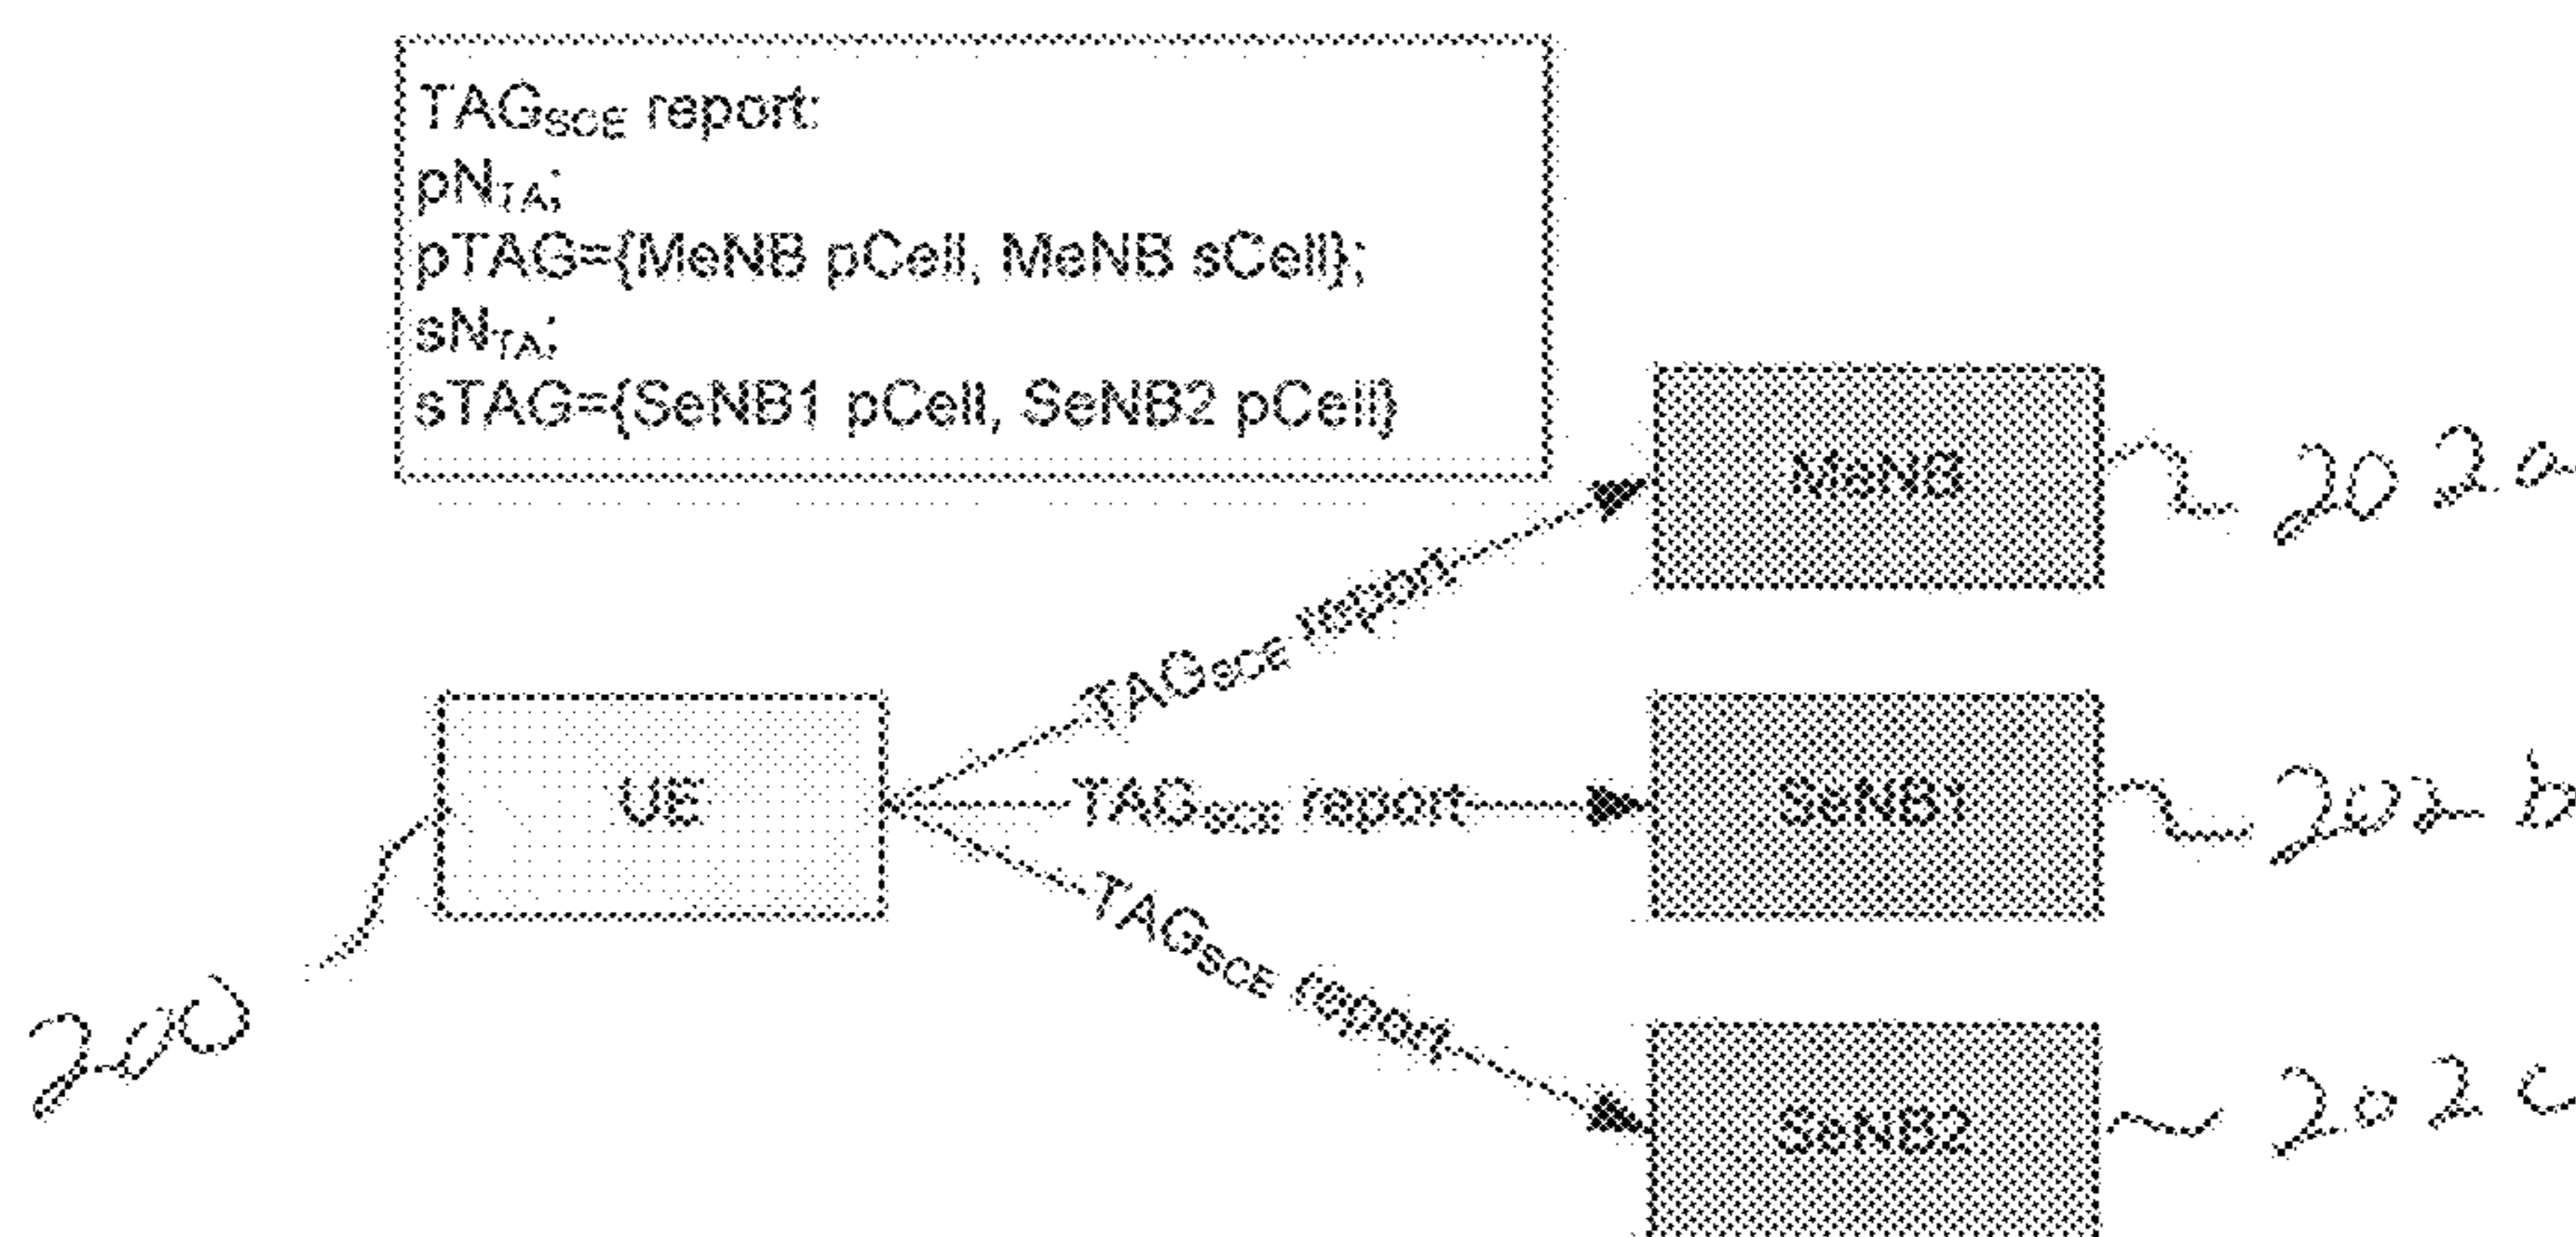 TAGSCE report:
pNTA;
pTAG={MeNB pCell, MeNB sCell};
sNTA;
sTAG={SeNB1 pCell, SeNB2 pCell}
MeNB
202a
TAGSCE report
UE
TAGSCE report
SeNB1
202b
200
TAGSCE report
SeNB2
202c